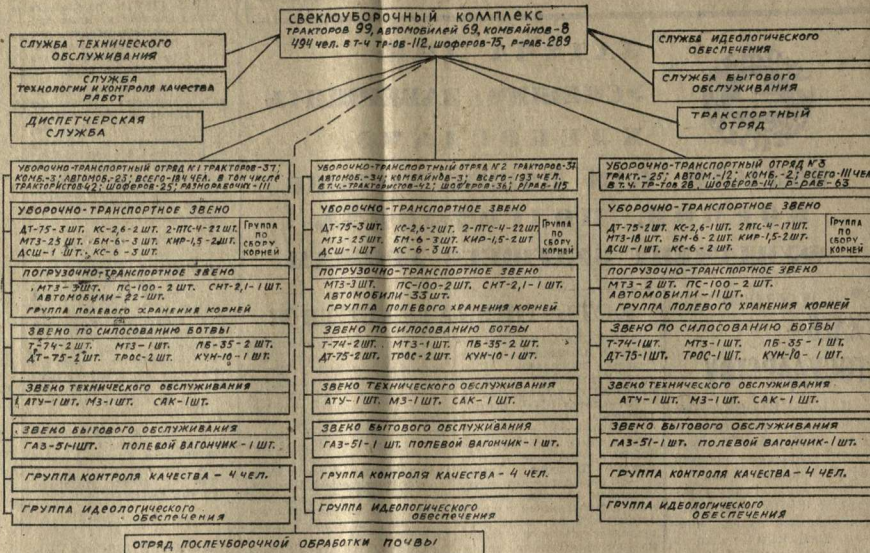 СВЕКЛОУБОРОЧНЫЙ КОМПЛЕКС
ТРАКТОРОВ 99, АВТОМОБИЛЕЙ 69, КОМБАЙНОВ-8
494 ЧЕЛ. В Т-Ч ТР-ОВ-112, ШОФЕРОВ-75, Р-РАБ-289
СЛУЖБА ТЕХНИЧЕСКОГО
ОБСЛУЖИВАНИЯ
СЛУЖБА
ТЕХНОЛОГИИ И КОНТРОЛЯ КАЧЕСТВА
РАБОТ
ДИСПЕТЧЕРСКАЯ
СЛУЖБА
СЛУЖБА ИДЕОЛОГИЧЕСКОГО
ОБЕСПЕЧЕНИЯ
СЛУЖБА БЫТОВОГО
ОБСЛУЖИВАНИЯ
ТРАНСПОРТНЫЙ
ОТРЯД
УБОРОЧНО-ТРАНСПОРТНЫЙ ОТРЯД №1 ТРАКТОРОВ-37;
КОМБ.-3; АВТОМОБ.-23; ВСЕГО-184 ЧЕЛ. В ТОМ ЧИСЛЕ
ТРАКТОРИСТОВ 42; ШОФЕРОВ-25; РАЗНОРАБОЧИХ-111
УБОРОЧНО-ТРАНСПОРТНОЕ ЗВЕНО
ДТ-75-3 ШТ. КС-2,6-2 ШТ. 2-ПТС-4-22 ШТ.
МТЗ-25 ШТ. БМ-6-3 ШТ. КИР-1,5-2ШТ.
ДСШ-1 ШТ. КС-6-3 ШТ.
ГРУППА
ПО
СБОРУ
КОРНЕЙ
ПОГРУЗОЧНО-ТРАНСПОРТНОЕ ЗВЕНО
МТЗ-3 ШТ. ПС-100-2 ШТ. СНТ-2,1-1 ШТ.
АВТОМОБИЛИ-22-ШТ.
ГРУППА ПОЛЕВОГО ХРАНЕНИЯ КОРНЕЙ
ЗВЕНО ПО СИЛОСОВАНИЮ БОТВЫ
Т-74-2 ШТ. МТЗ-1 ШТ. ПБ-35-2 ШТ.
ДТ-75-2 ШТ. ТРОС-2 ШТ. КУН-10-1 ШТ.
ЗВЕНО ТЕХНИЧЕСКОГО ОБСЛУЖИВАНИЯ
АТУ-1 ШТ. МЗ-1 ШТ. САК-1 ШТ.
ЗВЕНО БЫТОВОГО ОБСЛУЖИВАНИЯ
ГАЗ-51-1ШТ. ПОЛЕВОЙ ВАГОНЧИК-1 ШТ.
ГРУППА КОНТРОЛЯ КАЧЕСТВА-4 ЧЕЛ.
ГРУППА ИДЕОЛОГИЧЕСКОГО
ОБЕСПЕЧЕНИЯ
УБОРОЧНО-ТРАНСПОРТНЫЙ ОТРЯД №2 ТРАКТОРОВ-37
АВТОМОБ.-34; КОМБАЙНОВ-3; ВСЕГО-193 ЧЕЛ.
В Т.Ч.-ТРАКТОРИСТОВ-42; ШОФЕРОВ-36; Р/РАБ-115
УБОРОЧНО-ТРАНСПОРТНОЕ ЗВЕНО
ДТ-75-3 ШТ. КС-2,6-2 ШТ. 2-ПТС-4-22 ШТ
МТЗ-25 ШТ. БМ-6-3 ШТ. КИР-1,5-2 ШТ
ДСШ-1 ШТ КС-6-3 ШТ.
ГРУППА
ПО
СБОРУ
КОРНЕЙ
ПОГРУЗОЧНО-ТРАНСПОРТНОЕ ЗВЕНО
МТЗ-3 ШТ. ПС-100-2 ШТ. СНТ-2,1-1 ШТ.
АВТОМОБИЛИ-33 ШТ.
ГРУППА ПОЛЕВОГО ХРАНЕНИЯ КОРНЕЙ
ЗВЕНО ПО СИЛОСОВАНИЮ БОТВЫ
Т-74-2 ШТ. МТЗ-1 ШТ. ПБ-35-2 ШТ
ДТ-75-2 ШТ. ТРОС-2 ШТ. КУН-10-1 ШТ.
ЗВЕНО ТЕХНИЧЕСКОГО ОБСЛУЖИВАНИЯ
АТУ-1 ШТ. МЗ-1 ШТ. САК-1 ШТ.
ЗВЕНО БЫТОВОГО ОБСЛУЖИВАНИЯ
ГАЗ-51-1 ШТ. ПОЛЕВОЙ ВАГОНЧИК-1 ШТ.
ГРУППА КОНТРОЛЯ КАЧЕСТВА-4 ЧЕЛ.
ГРУППА ИДЕОЛОГИЧЕСКОГО
ОБЕСПЕЧЕНИЯ
УБОРОЧНО-ТРАНСПОРТНЫЙ ОТРЯД №3
ТРАКТ.-25; АВТОМ.-12; КОМБ.-2; ВСЕГО-111 ЧЕЛ
В Т.Ч. ТР-ТОВ 28, ШОФЁРОВ-14, Р-РАБ-63
УБОРОЧНО-ТРАНСПОРТНОЕ ЗВЕНО
ДТ-75-2 ШТ. КС-2,6-1 ШТ. 2ПТС-4-17 ШТ
МТЗ-18 ШТ. БМ-6-2 ШТ. КИР-1,5-2 ШТ.
ДСШ-1 ШТ. КС-6-2 ШТ.
ГРУППА
ПО
СБОРУ
КОРНЕЙ
ПОГРУЗОЧНО-ТРАНСПОРТНОЕ ЗВЕНО
МТЗ-2 ШТ. ПС-100-2 ШТ.
АВТОМОБИЛИ-11 ШТ.
ГРУППА ПОЛЕВОГО ХРАНЕНИЯ КОРНЕЙ
ЗВЕНО ПО СИЛОСОВАНИЮ БОТВЫ
Т-74-1ШТ. МТЗ-1 ШТ. ПБ-35-1 ШТ
ДТ-75-1ШТ. ТРОС-1 ШТ. КУН-10-1 ШТ.
ЗВЕНО ТЕХНИЧЕСКОГО ОБСЛУЖИВАНИЯ
АТУ-1 ШТ. МЗ-1 ШТ. САК-1 ШТ.
ЗВЕНО БЫТОВОГО ОБСЛУЖИВАНИЯ
ГАЗ-51-1 ШТ. ПОЛЕВОЙ ВАГОНЧИК-1 ШТ.
ГРУППА КОНТРОЛЯ КАЧЕСТВА-4 ЧЕЛ.
ГРУППА ИДЕОЛОГИЧЕСКОГО
ОБЕСПЕЧЕНИЯ
ОТРЯД ПОСЛЕУБОРОЧНОЙ ОБРАБОТКИ ПОЧВЫ